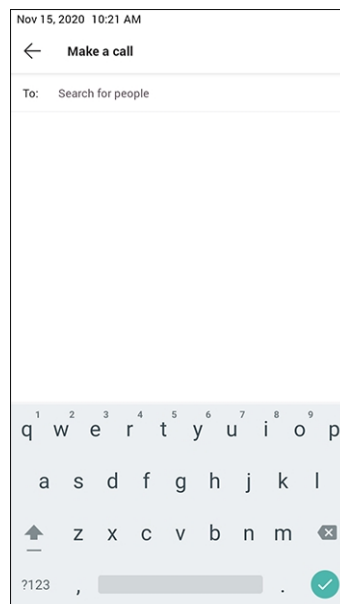 Nov 15, 2020 10:21 AM
Make a call
To: Search for people
1 2 3 4 5 6 7 8 9
q w e r t y u i o p
a s d f g h j k l
z x c v b n m
?123 , .